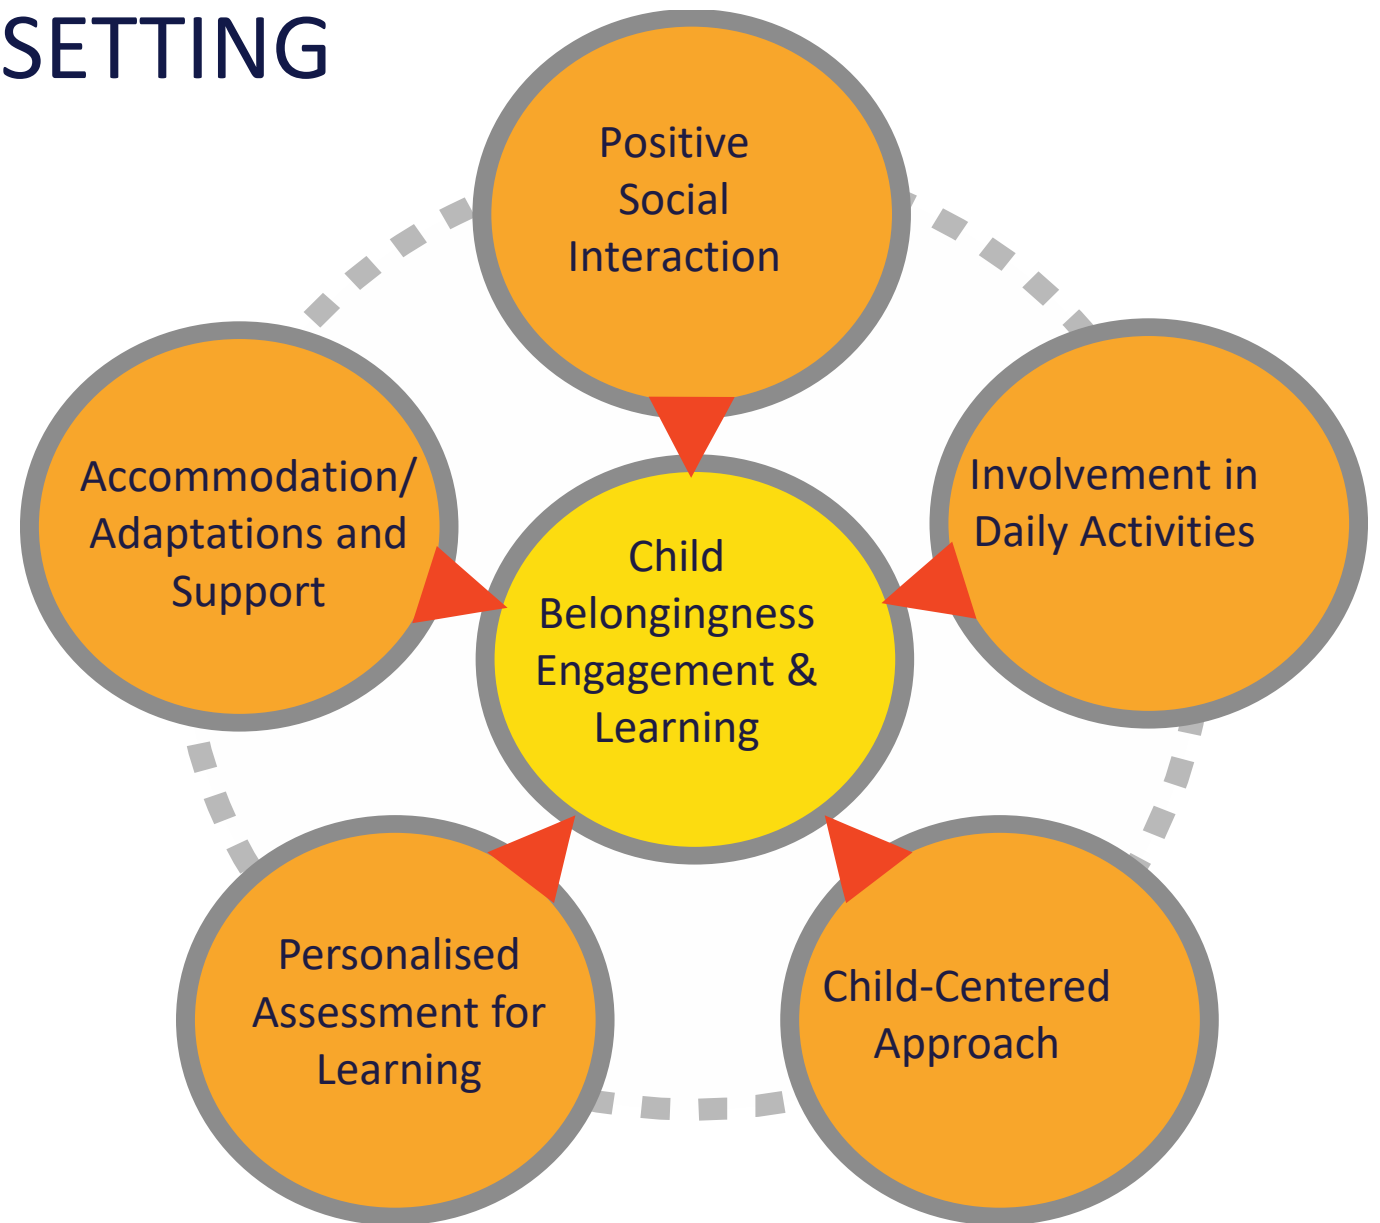 SETTING
Positive
Social
Interaction
Accommodation/
Adaptations and
Support
Involvement in
Daily Activities
Child
Belongingness
Engagement &
Learning
Personalised
Assessment for
Learning
Child-Centered
Approach